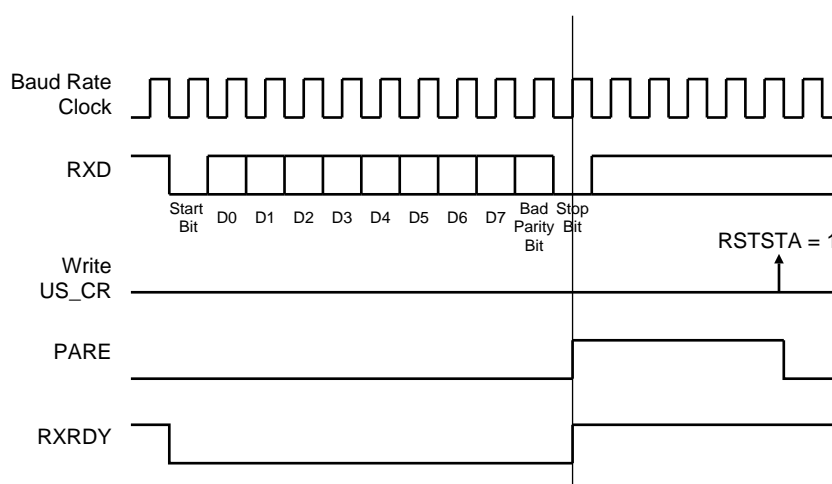 Baud Rate
Clock
RXD
Start
Bit
D0 D1 D2 D3 D4 D5 D6 D7
Bad
Parity
Bit
Stop
Bit
RSTSTA = 1
Write
US_CR
PARE
RXRDY